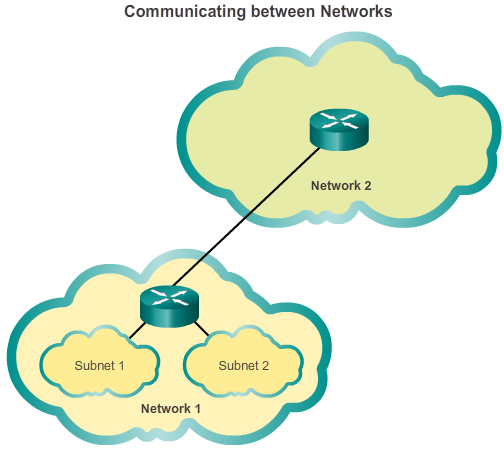 Communicating between Networks
Network 2
Subnet 1
Subnet 2
Network 1